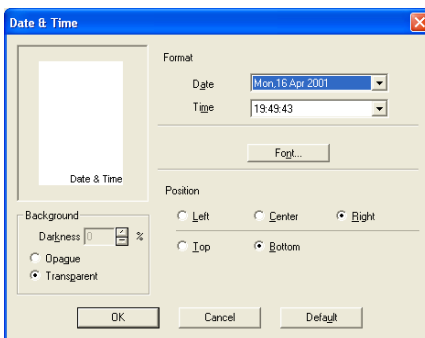 Date & Time
Format
Date Mon,16 Apr 2001
Time 19:49:43
Font...
Date & Time
Position
Left Center Right
Top Bottom
Background
Darkness 0 %
Opaque
Transparent
OK Cancel Default